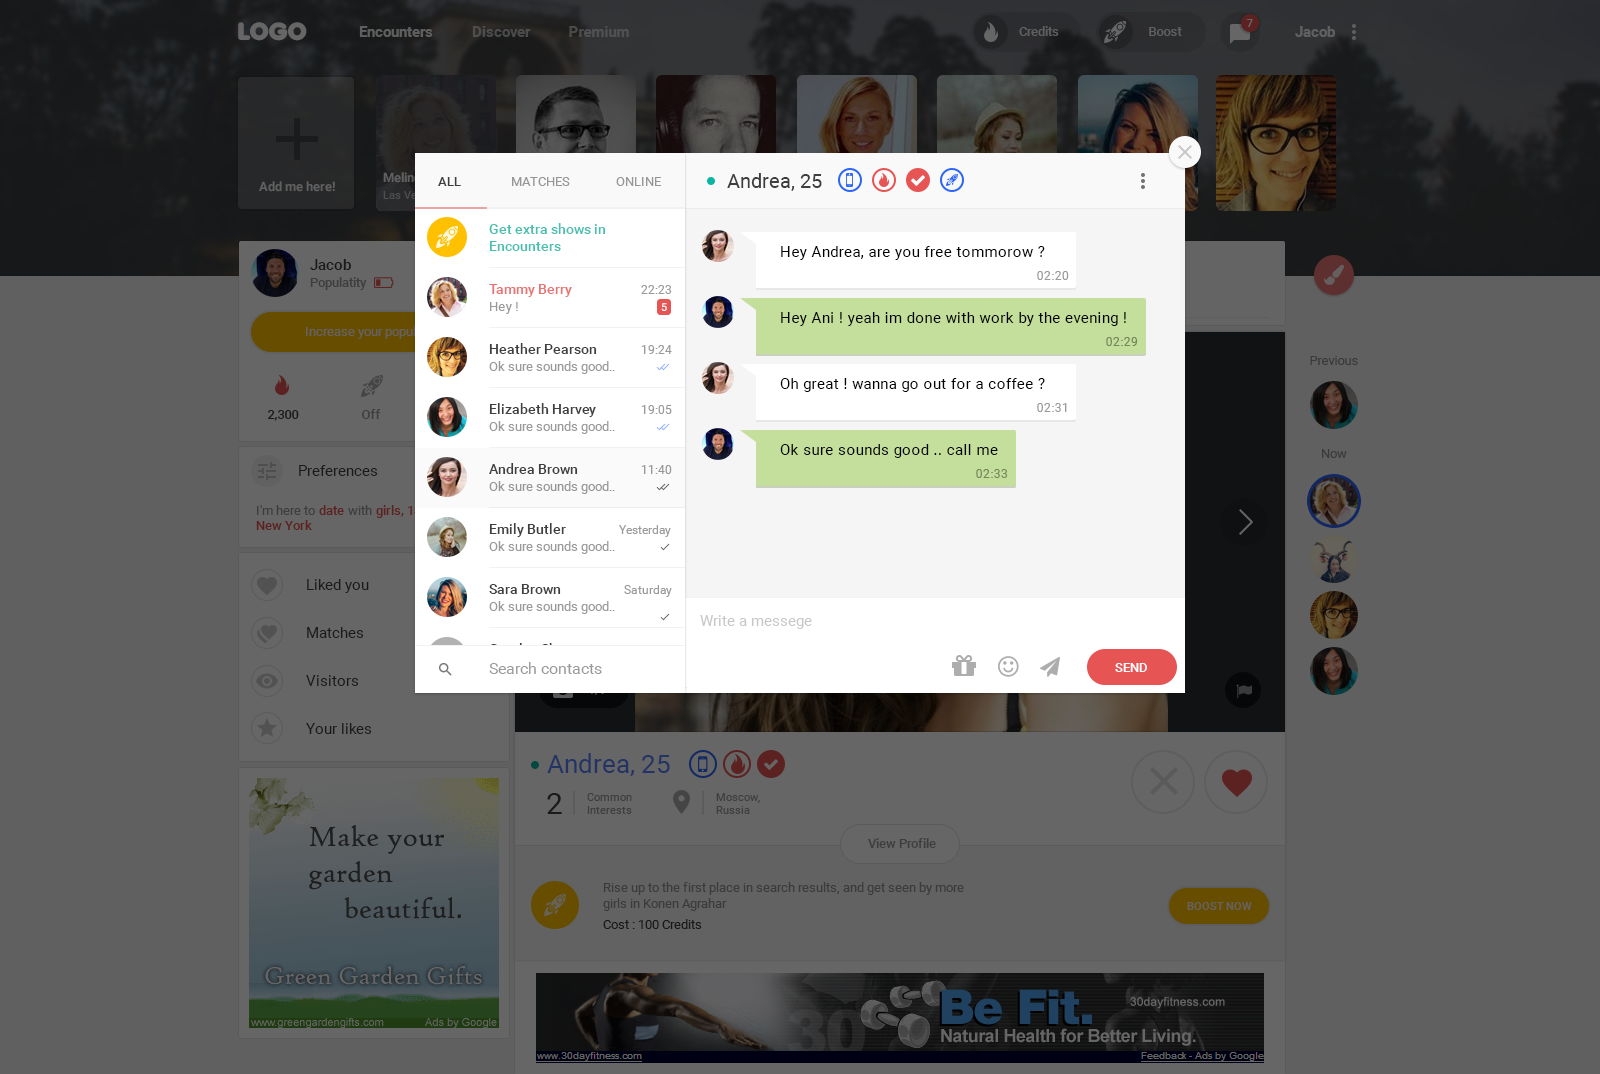 LOGO
Encounters
Discover
Premium
Credits
Boost
7
Jacob
Add me here!
Las Ve
Jacob
Populatity
Increase your popul
2,300
Off
Preferences
I'm here to date with girls, 1
New York
Liked you
Matches
Visitors
Your likes
Make your
garden
beautiful.
Green Garden Gifts
www.greengardengifts.com
Ads by Google
ALL
MATCHES
ONLINE
Get extra shows in
Encounters
Tammy Berry
22:23
Hey !
5
Heather Pearson
19:24
Ok sure sounds good..
Elizabeth Harvey
19:05
Ok sure sounds good..
Andrea Brown
11:40
Ok sure sounds good..
Emily Butler
Yesterday
Ok sure sounds good..
Sara Brown
Saturday
Ok sure sounds good..
Search contacts
Andrea, 25
Hey Andrea, are you free tommorow ?
02:20
Hey Ani ! yeah im done with work by the evening !
02:29
Oh great ! wanna go out for a coffee ?
02:31
Ok sure sounds good .. call me
02:33
Write a messege
SEND
Previous
Now
Andrea, 25
2
Common
Interests
Moscow,
Russia
View Profile
Rise up to the first place in search results, and get seen by more
girls in Konen Agrahar
Cost : 100 Credits
BOOST NOW
30
Be Fit.
30dayfitness.com
Natural Health for Better Living.
www.30dayfitness.com
Feedback - Ads by Google